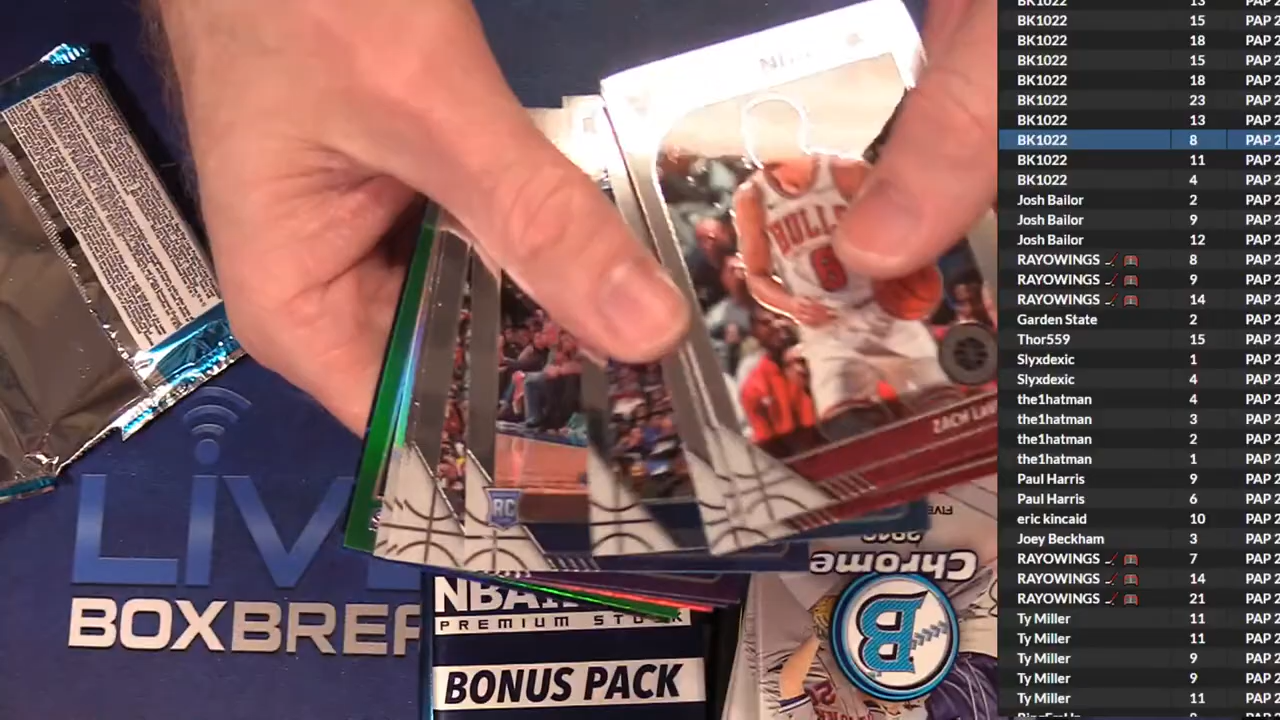 NBA
BULLS
8
ZACH LAV
RC
LiVE
BOXBREA
NBA
PREMIUM STOCK
BONUS PACK
Chrome
B
BK1022 13 PAP 2
BK1022 15 PAP 2
BK1022 18 PAP 2
BK1022 15 PAP 2
BK1022 18 PAP 2
BK1022 23 PAP 2
BK1022 13 PAP 2
BK1022 8 PAP 2
BK1022 11 PAP 2
BK1022 4 PAP 2
Josh Bailor 2 PAP 2
Josh Bailor 9 PAP 2
Josh Bailor 12 PAP 2
RAYOWINGS 8 PAP 2
RAYOWINGS 9 PAP 2
RAYOWINGS 14 PAP 2
Garden State 2 PAP 2
Thor559 15 PAP 2
Slyxdexic 1 PAP 2
Slyxdexic 4 PAP 2
the1hatman 4 PAP 2
the1hatman 3 PAP 2
the1hatman 2 PAP 2
the1hatman 1 PAP 2
Paul Harris 9 PAP 2
Paul Harris 6 PAP 2
eric kincaid 10 PAP 2
Joey Beckham 3 PAP 2
RAYOWINGS 7 PAP 2
RAYOWINGS 14 PAP 2
RAYOWINGS 21 PAP 2
Ty Miller 11 PAP 2
Ty Miller 11 PAP 2
Ty Miller 9 PAP 2
Ty Miller 9 PAP 2
Ty Miller 11 PAP 2